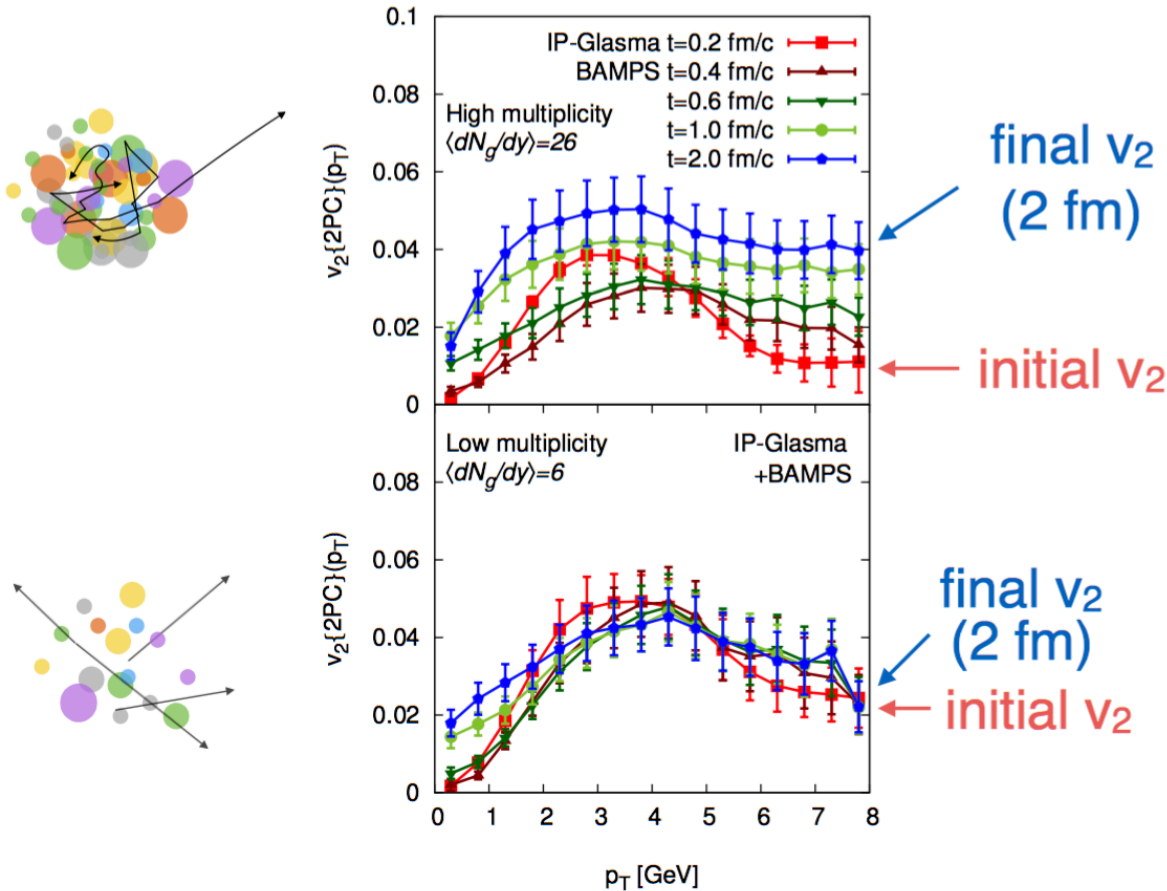 0.1
0.08
0.06
0.04
0.02
0
v₂{2PC}(p_T)
IP-Glasma t=0.2 fm/c
BAMPS t=0.4 fm/c
t=0.6 fm/c
t=1.0 fm/c
t=2.0 fm/c
High multiplicity
⟨dN_g/dy⟩=26
final v₂
(2 fm)
initial v₂
Low multiplicity
⟨dN_g/dy⟩=6
IP-Glasma
+BAMPS
0.08
0.06
0.04
0.02
0
v₂{2PC}(p_T)
final v₂
(2 fm)
initial v₂
0 1 2 3 4 5 6 7 8
p_T [GeV]